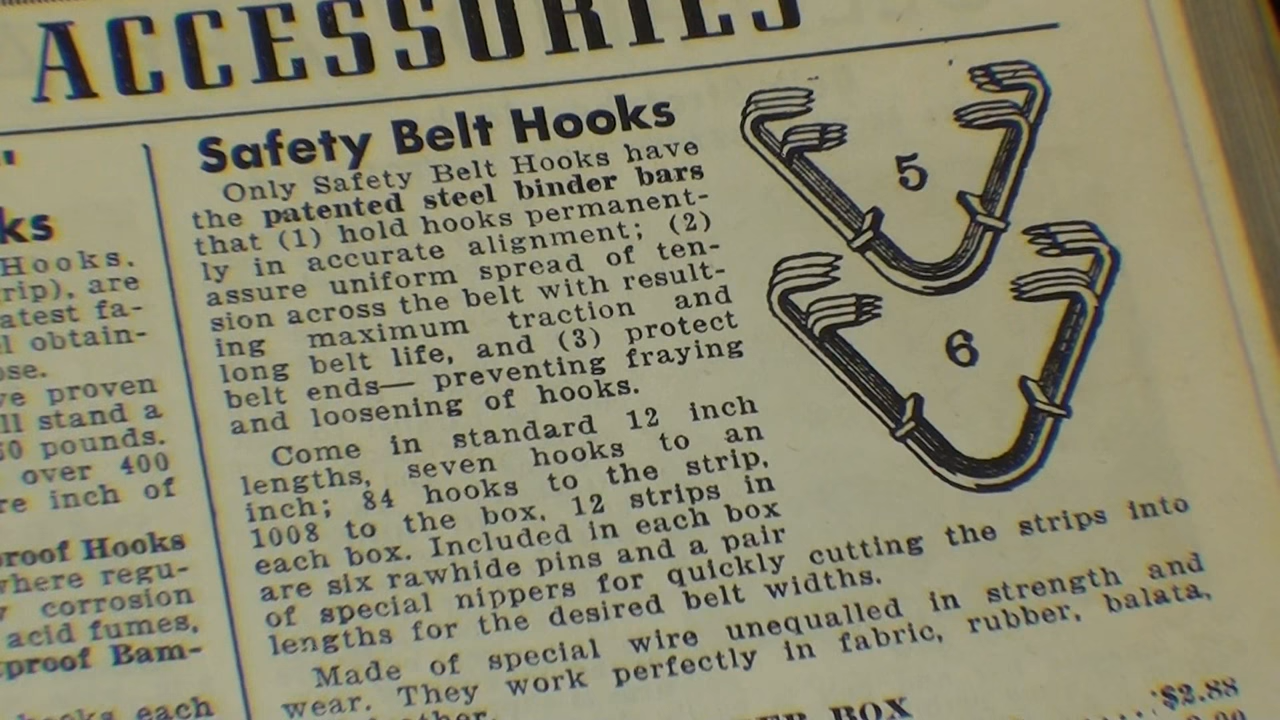 ACCESSORIES
ks
Hooks.
rip), are
atest fa-
l obtain-
ose.
ve proven
ll stand a
50 pounds.
over 400
re inch of
proof Hooks
where regu-
corrosion
acid fumes,
proof Bam-
hooks each
Safety Belt Hooks
Only Safety Belt Hooks have
the patented steel binder bars
that (1) hold hooks permanent-
ly in accurate alignment; (2)
assure uniform spread of ten-
sion across the belt with result-
ing maximum traction and
long belt life, and (3) protect
belt ends— preventing fraying
and loosening of hooks.
Come in standard 12 inch
lengths, seven hooks to an
inch; 84 hooks to the strip,
1008 to the box, 12 strips in
each box. Included in each box
are six rawhide pins and a pair
of special nippers for quickly cutting the strips into
lengths for the desired belt widths.
Made of special wire unequalled in strength and
wear. They work perfectly in fabric, rubber, balata,
BOX
$2.88
5
6